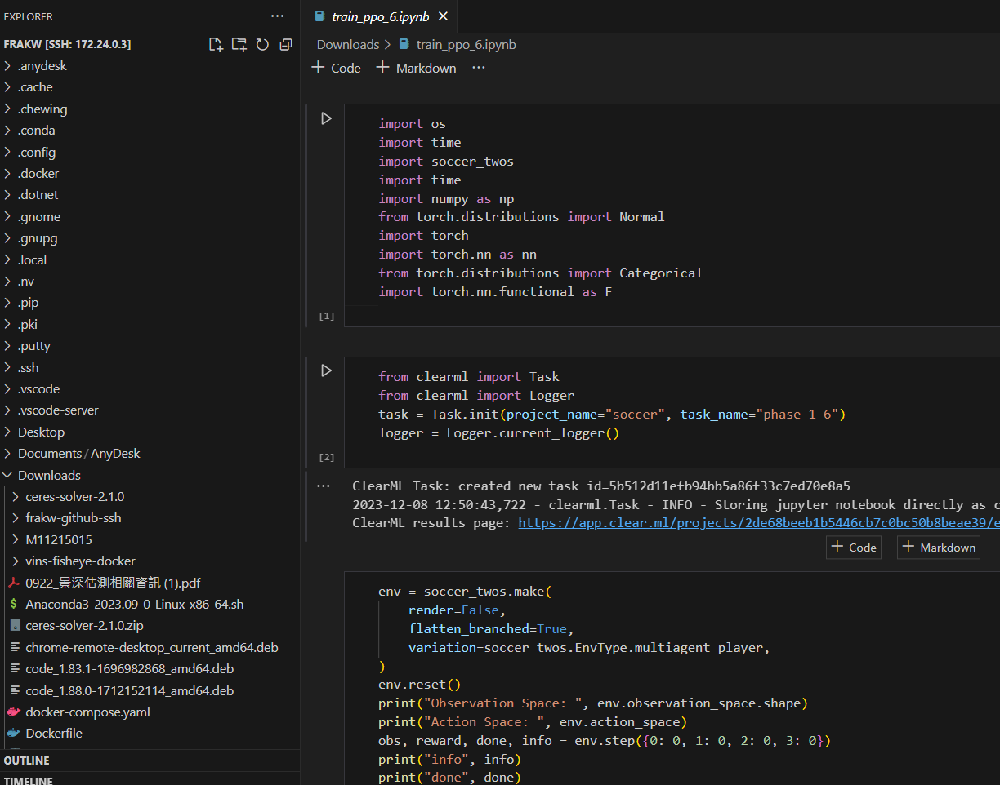 EXPLORER
FRAKW [SSH: 172.24.0.3]
.anydesk
.cache
.chewing
.conda
.config
.docker
.dotnet
.gnome
.gnupg
.local
.nv
.pip
.pki
.putty
.ssh
.vscode
.vscode-server
Desktop
Documents / AnyDesk
Downloads
ceres-solver-2.1.0
frakw-github-ssh
M11215015
vins-fisheye-docker
0922_景深估測相關資訊 (1).pdf
Anaconda3-2023.09-0-Linux-x86_64.sh
ceres-solver-2.1.0.zip
chrome-remote-desktop_current_amd64.deb
code_1.83.1-1696982868_amd64.deb
code_1.88.0-1712152114_amd64.deb
docker-compose.yaml
Dockerfile
OUTLINE
TIMELINE
train_ppo_6.ipynb
Downloads > train_ppo_6.ipynb
+ Code + Markdown ...
import os
import time
import soccer_twos
import time
import numpy as np
from torch.distributions import Normal
import torch
import torch.nn as nn
from torch.distributions import Categorical
import torch.nn.functional as F
[1]
from clearml import Task
from clearml import Logger
task = Task.init(project_name="soccer", task_name="phase 1-6")
logger = Logger.current_logger()
[2]
ClearML Task: created new task id=5b512d11efb94bb5a86f33c7ed70e8a5
2023-12-08 12:50:43,722 - clearml.Task - INFO - Storing jupyter notebook directly as c
ClearML results page: https://app.clear.ml/projects/2de68beeb1b5446cb7c0bc50b8beae39/e
+ Code + Markdown
env = soccer_twos.make(
render=False,
flatten_branched=True,
variation=soccer_twos.EnvType.multiagent_player,
)
env.reset()
print("Observation Space: ", env.observation_space.shape)
print("Action Space: ", env.action_space)
obs, reward, done, info = env.step({0: 0, 1: 0, 2: 0, 3: 0})
print("info", info)
print("done", done)